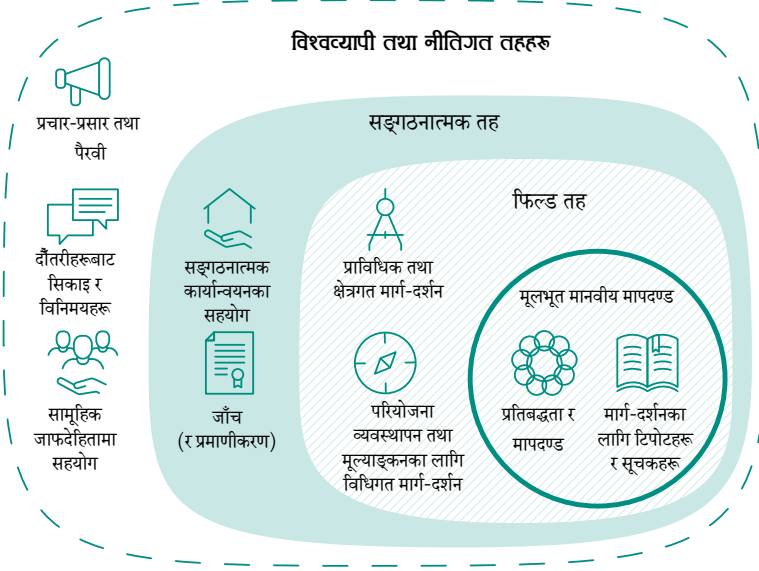 विश्वव्यापी तथा नीतिगत तहहरू
प्रचार-प्रसार तथा
पैरवी
दौँतरीहरूबाट
सिकाइ र
विनिमयहरू
सामूहिक
जाफदेहितामा
सहयोग
सङ्गठनात्मक तह
सङ्गठनात्मक
कार्यान्वयनका
सहयोग
जाँच
(र प्रमाणीकरण)
फिल्ड तह
प्राविधिक तथा
क्षेत्रगत मार्ग-दर्शन
परियोजना
व्यवस्थापन तथा
मूल्याङ्कनका लागि
विधिगत मार्ग-दर्शन
मूलभूत मानवीय मापदण्ड
प्रतिबद्धता र
मापदण्ड
मार्ग-दर्शनका
लागि टिपोटहरू
र सूचकहरू